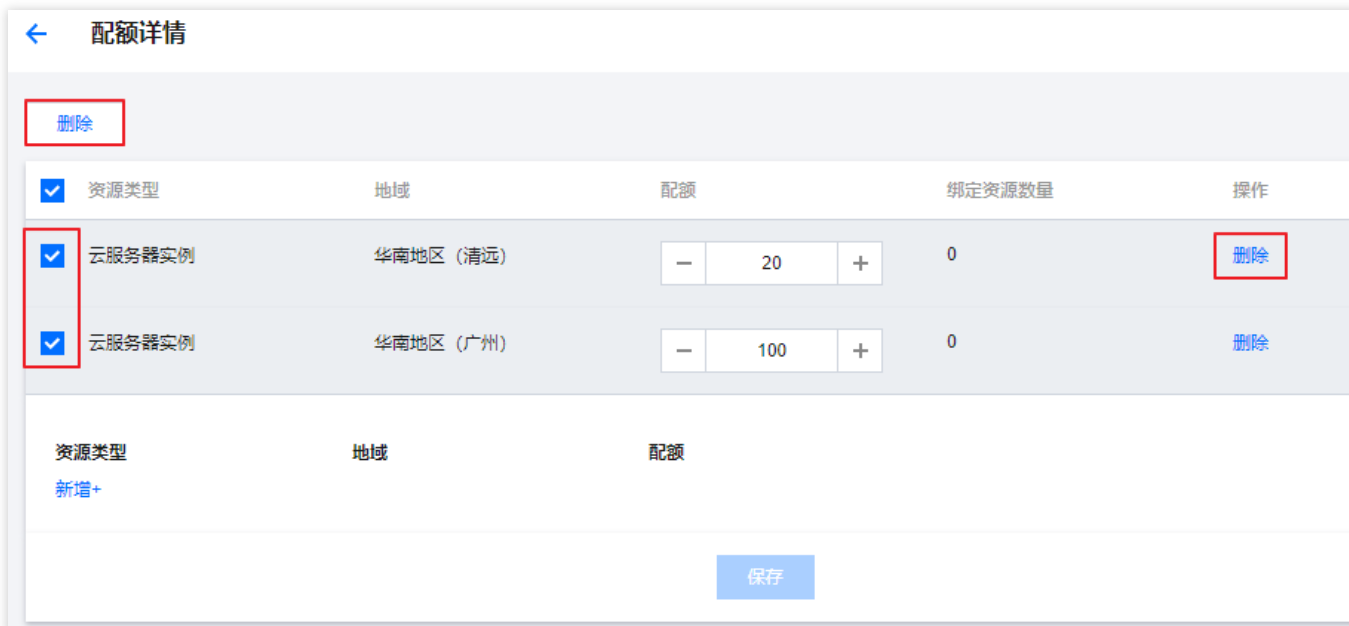 配额详情
删除
资源类型 地域 配额 绑定资源数量 操作
云服务器实例 华南地区（清远） － 20 + 0 删除
云服务器实例 华南地区（广州） － 100 + 0 删除
资源类型 地域 配额
新增+
保存